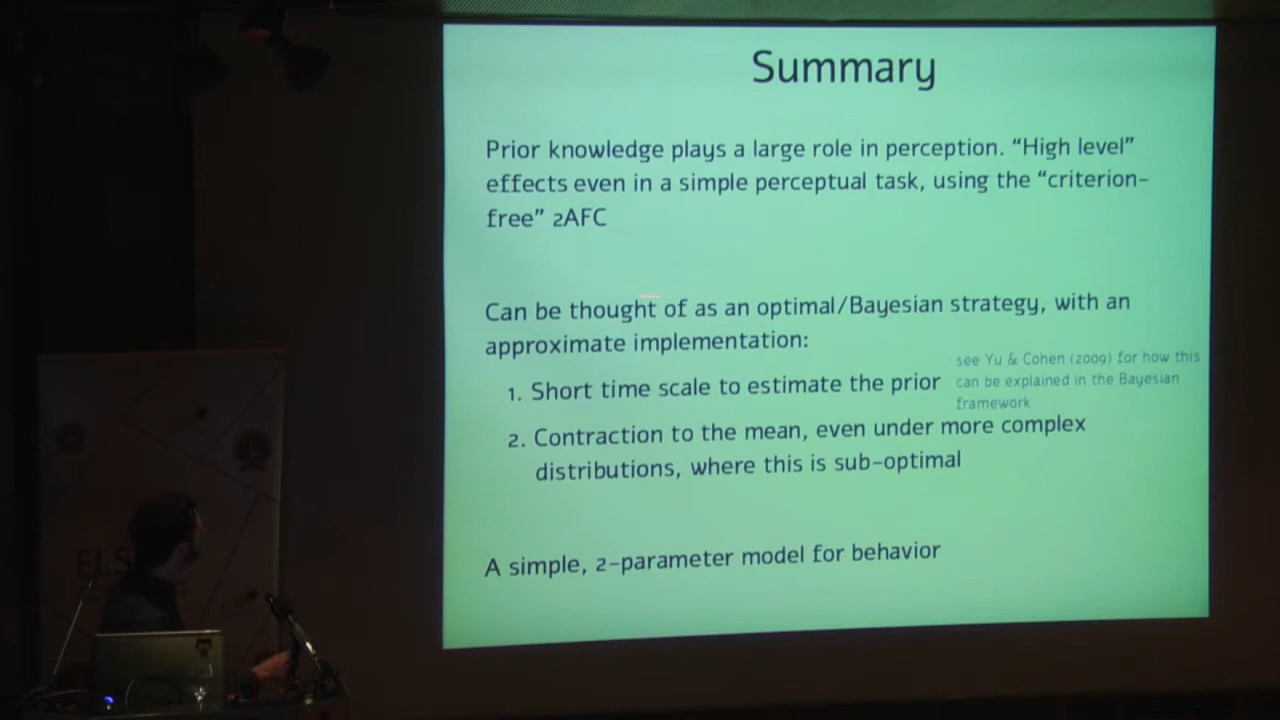 Summary
Prior knowledge plays a large role in perception. “High level”
effects even in a simple perceptual task, using the “criterion-
free” 2AFC
Can be thought of as an optimal/Bayesian strategy, with an
approximate implementation:
1. Short time scale to estimate the prior
see Yu & Cohen (2009) for how this
can be explained in the Bayesian
framework
2. Contraction to the mean, even under more complex
distributions, where this is sub-optimal
A simple, 2-parameter model for behavior
ELS